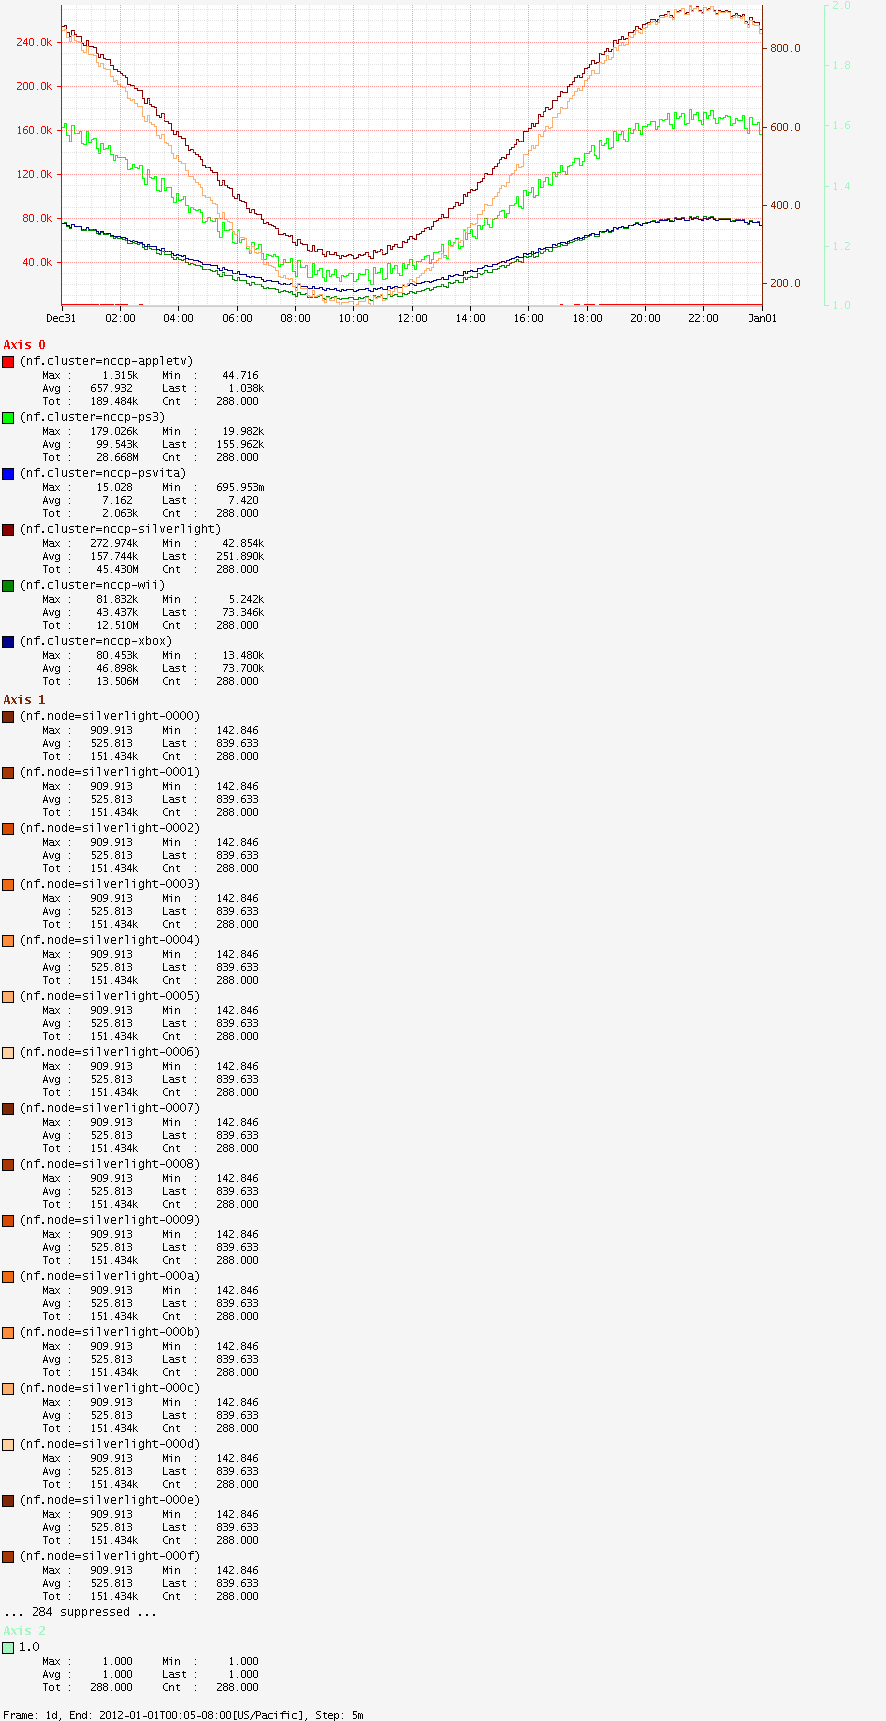 240.0k
200.0k
160.0k
120.0k
80.0k
40.0k
800.0
600.0
400.0
200.0
2.0
1.8
1.6
1.4
1.2
1.0
Dec31 02:00 04:00 06:00 08:00 10:00 12:00 14:00 16:00 18:00 20:00 22:00 Jan01
Axis 0
(nf.cluster=nccp-appletv)
Max : 1.315k Min : 44.716
Avg : 657.932 Last : 1.038k
Tot : 189.484k Cnt : 288.000
(nf.cluster=nccp-ps3)
Max : 179.026k Min : 19.982k
Avg : 99.543k Last : 155.962k
Tot : 28.668M Cnt : 288.000
(nf.cluster=nccp-psvita)
Max : 15.028 Min : 695.953m
Avg : 7.162 Last : 7.420
Tot : 2.063k Cnt : 288.000
(nf.cluster=nccp-silverlight)
Max : 272.974k Min : 42.854k
Avg : 157.744k Last : 251.890k
Tot : 45.430M Cnt : 288.000
(nf.cluster=nccp-wii)
Max : 81.832k Min : 5.242k
Avg : 43.437k Last : 73.346k
Tot : 12.510M Cnt : 288.000
(nf.cluster=nccp-xbox)
Max : 80.453k Min : 13.480k
Avg : 46.898k Last : 73.700k
Tot : 13.506M Cnt : 288.000
Axis 1
(nf.node=silverlight-0000)
Max : 909.913 Min : 142.846
Avg : 525.813 Last : 839.633
Tot : 151.434k Cnt : 288.000
(nf.node=silverlight-0001)
Max : 909.913 Min : 142.846
Avg : 525.813 Last : 839.633
Tot : 151.434k Cnt : 288.000
(nf.node=silverlight-0002)
Max : 909.913 Min : 142.846
Avg : 525.813 Last : 839.633
Tot : 151.434k Cnt : 288.000
(nf.node=silverlight-0003)
Max : 909.913 Min : 142.846
Avg : 525.813 Last : 839.633
Tot : 151.434k Cnt : 288.000
(nf.node=silverlight-0004)
Max : 909.913 Min : 142.846
Avg : 525.813 Last : 839.633
Tot : 151.434k Cnt : 288.000
(nf.node=silverlight-0005)
Max : 909.913 Min : 142.846
Avg : 525.813 Last : 839.633
Tot : 151.434k Cnt : 288.000
(nf.node=silverlight-0006)
Max : 909.913 Min : 142.846
Avg : 525.813 Last : 839.633
Tot : 151.434k Cnt : 288.000
(nf.node=silverlight-0007)
Max : 909.913 Min : 142.846
Avg : 525.813 Last : 839.633
Tot : 151.434k Cnt : 288.000
(nf.node=silverlight-0008)
Max : 909.913 Min : 142.846
Avg : 525.813 Last : 839.633
Tot : 151.434k Cnt : 288.000
(nf.node=silverlight-0009)
Max : 909.913 Min : 142.846
Avg : 525.813 Last : 839.633
Tot : 151.434k Cnt : 288.000
(nf.node=silverlight-000a)
Max : 909.913 Min : 142.846
Avg : 525.813 Last : 839.633
Tot : 151.434k Cnt : 288.000
(nf.node=silverlight-000b)
Max : 909.913 Min : 142.846
Avg : 525.813 Last : 839.633
Tot : 151.434k Cnt : 288.000
(nf.node=silverlight-000c)
Max : 909.913 Min : 142.846
Avg : 525.813 Last : 839.633
Tot : 151.434k Cnt : 288.000
(nf.node=silverlight-000d)
Max : 909.913 Min : 142.846
Avg : 525.813 Last : 839.633
Tot : 151.434k Cnt : 288.000
(nf.node=silverlight-000e)
Max : 909.913 Min : 142.846
Avg : 525.813 Last : 839.633
Tot : 151.434k Cnt : 288.000
(nf.node=silverlight-000f)
Max : 909.913 Min : 142.846
Avg : 525.813 Last : 839.633
Tot : 151.434k Cnt : 288.000
... 284 suppressed ...
Axis 2
1.0
Max : 1.000 Min : 1.000
Avg : 1.000 Last : 1.000
Tot : 288.000 Cnt : 288.000
Frame: 1d, End: 2012-01-01T00:05-08:00[US/Pacific], Step: 5m